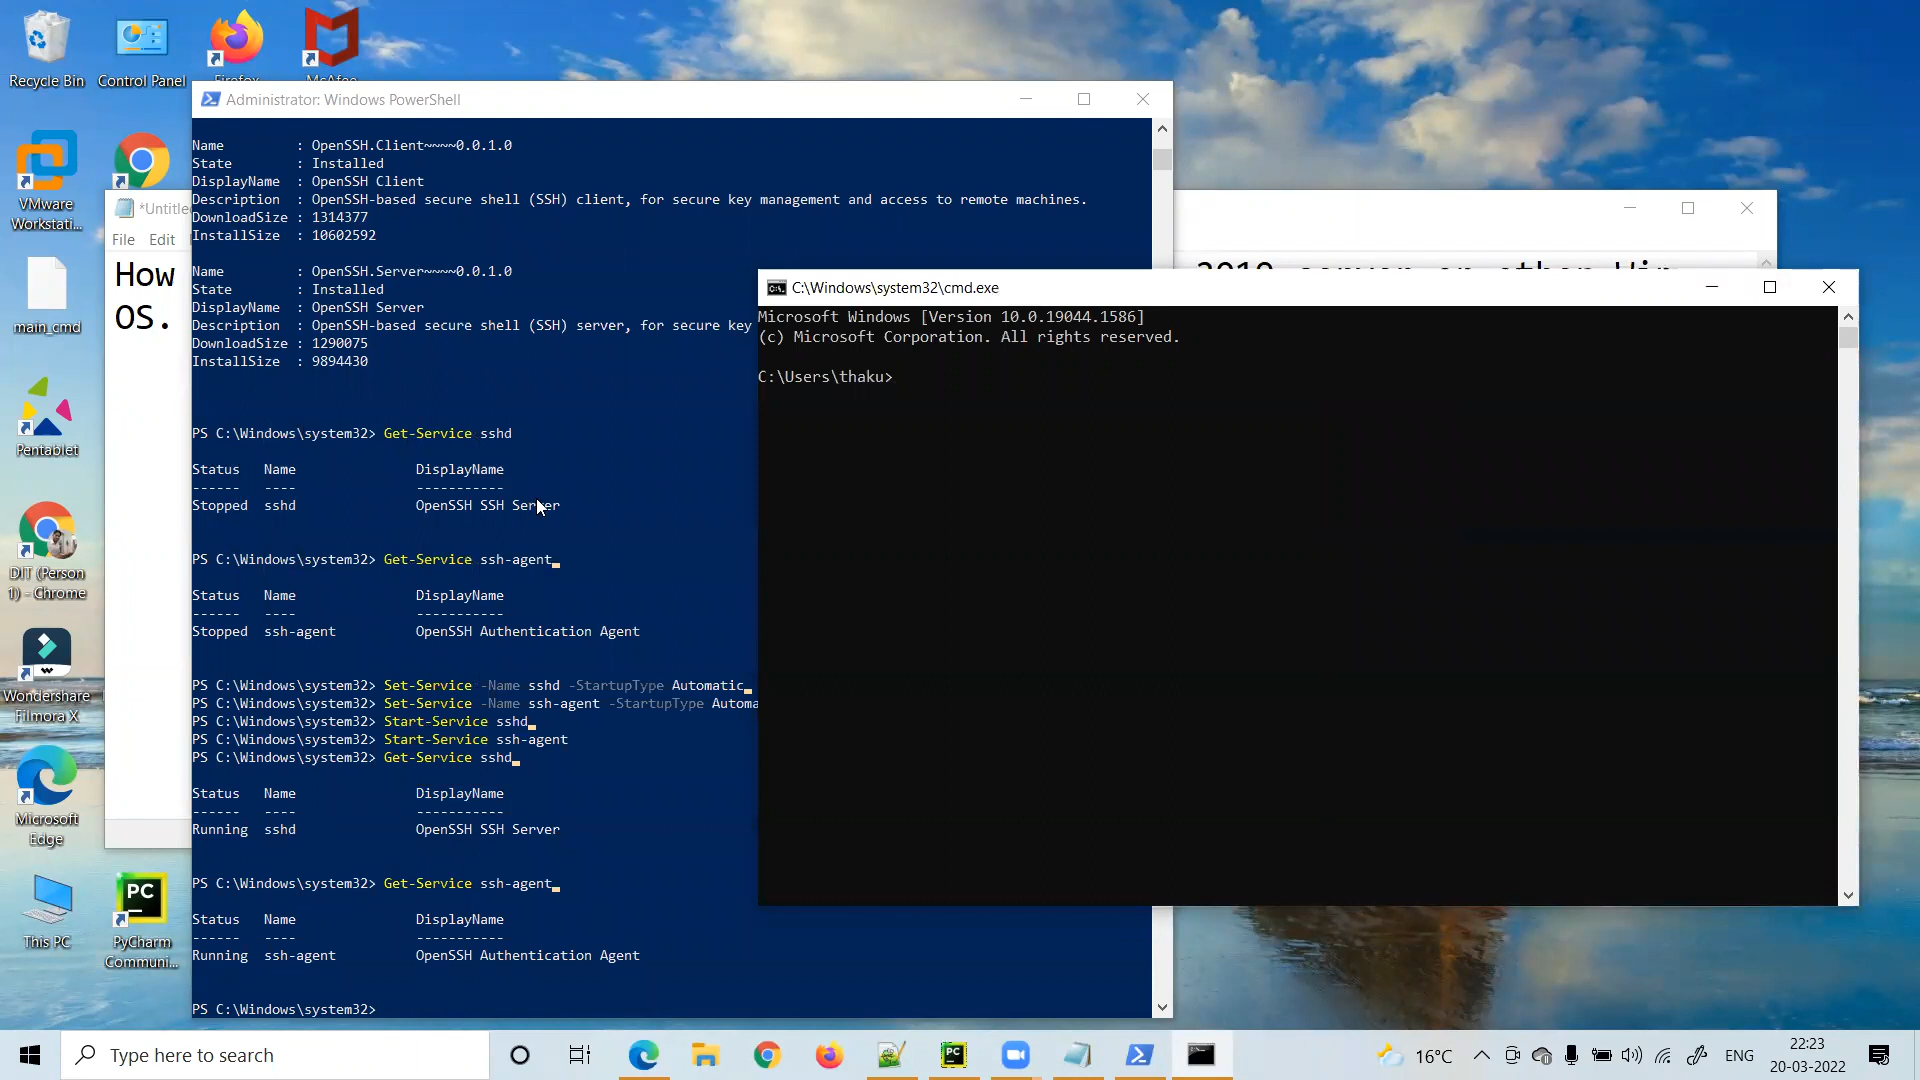 Recycle Bin
Control Panel
Firefox
McAfee
VMware
Workstati...
main_cmd
Pentablet
DIT (Person
1) - Chrome
Wondershare
Filmora X
Microsoft
Edge
This PC
PyCharm
Communi...
*Untitle
File Edit
How
OS.
Administrator: Windows PowerShell
Name : OpenSSH.Client~~~~0.0.1.0
State : Installed
DisplayName : OpenSSH Client
Description : OpenSSH-based secure shell (SSH) client, for secure key management and access to remote machines.
DownloadSize : 1314377
InstallSize : 10602592
Name : OpenSSH.Server~~~~0.0.1.0
State : Installed
DisplayName : OpenSSH Server
Description : OpenSSH-based secure shell (SSH) server, for secure key
DownloadSize : 1290075
InstallSize : 9894430
PS C:\Windows\system32> Get-Service sshd
Status Name DisplayName
------ ---- -----------
Stopped sshd OpenSSH SSH Server
PS C:\Windows\system32> Get-Service ssh-agent
Status Name DisplayName
------ ---- -----------
Stopped ssh-agent OpenSSH Authentication Agent
PS C:\Windows\system32> Set-Service -Name sshd -StartupType Automatic
PS C:\Windows\system32> Set-Service -Name ssh-agent -StartupType Automa
PS C:\Windows\system32> Start-Service sshd
PS C:\Windows\system32> Start-Service ssh-agent
PS C:\Windows\system32> Get-Service sshd
Status Name DisplayName
------ ---- -----------
Running sshd OpenSSH SSH Server
PS C:\Windows\system32> Get-Service ssh-agent
Status Name DisplayName
------ ---- -----------
Running ssh-agent OpenSSH Authentication Agent
PS C:\Windows\system32>
2019 server or other Win
C:\Windows\system32\cmd.exe
Microsoft Windows [Version 10.0.19044.1586]
(c) Microsoft Corporation. All rights reserved.
C:\Users\thaku>
PC
Type here to search
PC
16°C
ENG
22:23
20-03-2022